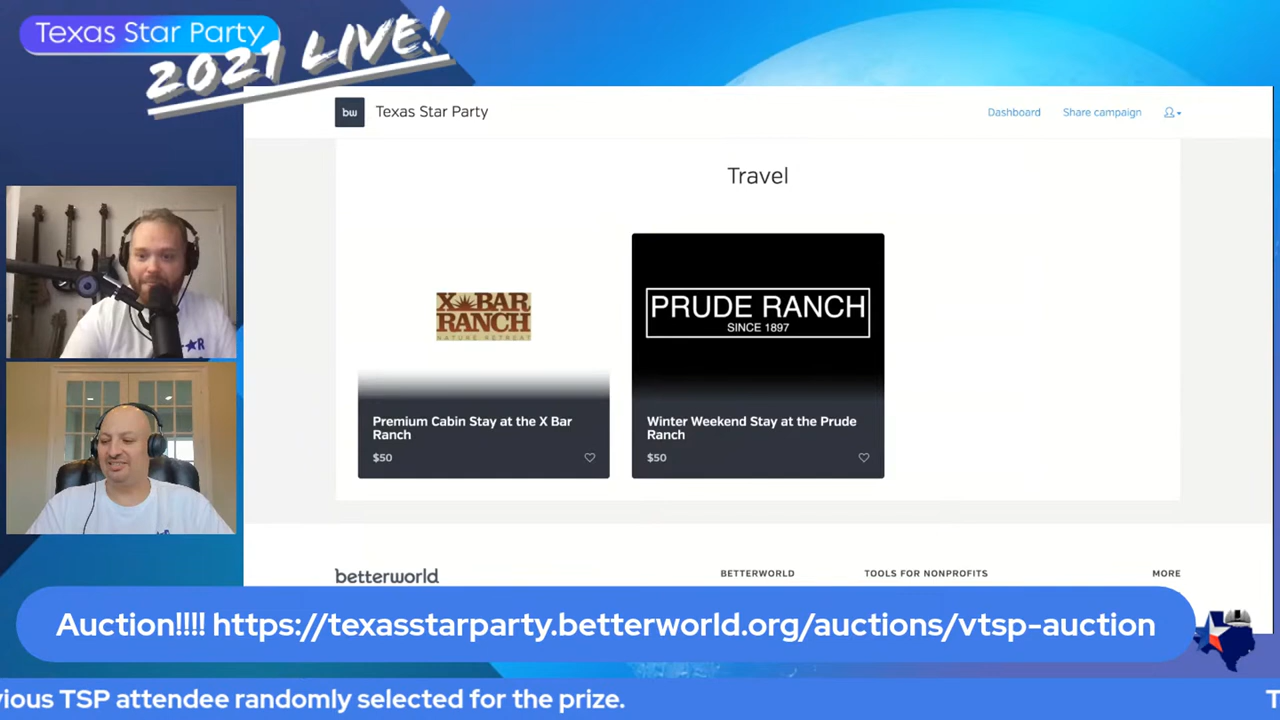 Texas Star Party
2021 LIVE!
bw Texas Star Party
Dashboard
Share campaign
Travel
X BAR
RANCH
NATURE RETREAT
PRUDE RANCH
SINCE 1897
Premium Cabin Stay at the X Bar
Ranch
$50
Winter Weekend Stay at the Prude
Ranch
$50
betterworld
BETTERWORLD
TOOLS FOR NONPROFITS
MORE
Auction!!!! https://texasstarparty.betterworld.org/auctions/vtsp-auction
vious TSP attendee randomly selected for the prize.
T